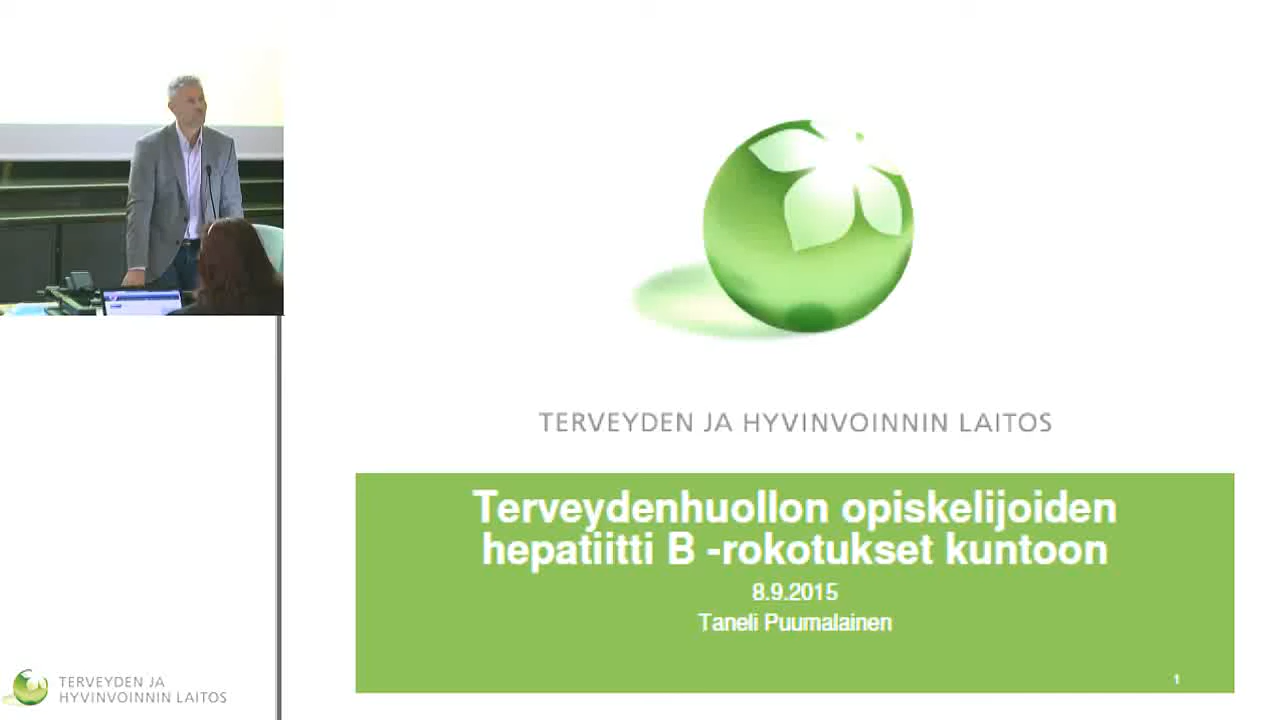 TERVEYDEN JA HYVINVOINNIN LAITOS
Terveydenhuollon opiskelijoiden
hepatiitti B -rokotukset kuntoon
8.9.2015
Taneli Puumalainen
1
TERVEYDEN JA
HYVINVOINNIN LAITOS